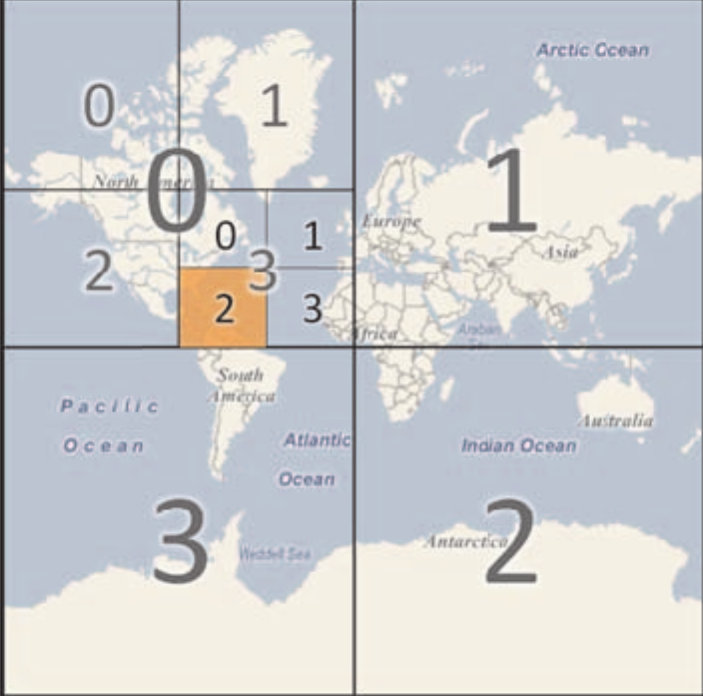 Arctic Ocean
0
1
0
1
North America
Europe
0
1
Asia
2
3
2
3
Africa
Arabian Sea
South
America
Pacific
Ocean
Australia
Atlantic
Ocean
Indian Ocean
3
2
Antarctica
Weddell Sea